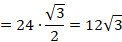 = 24 · √3/2 = 12√3